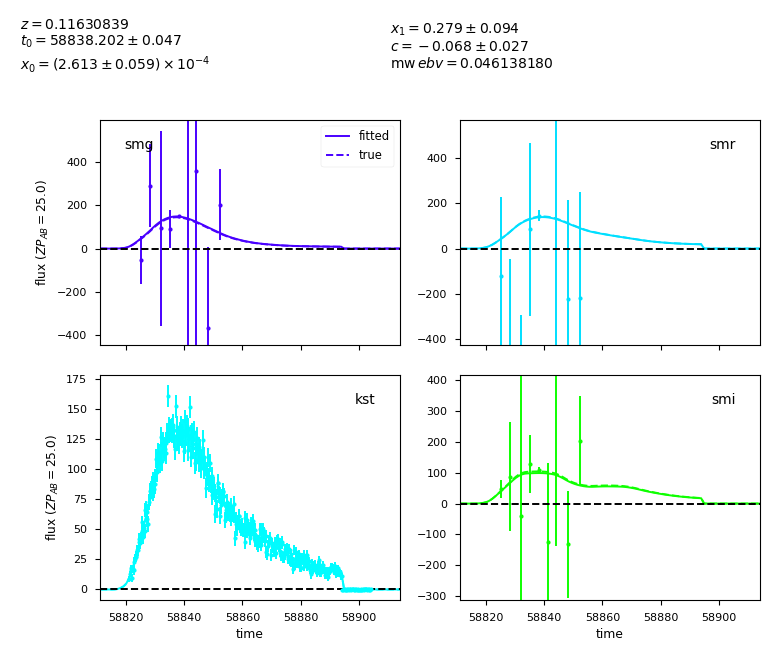 z = 0.11630839
t₀ = 58838.202 ± 0.047
x₀ = (2.613 ± 0.059) × 10⁻⁴
x₁ = 0.279 ± 0.094
c = −0.068 ± 0.027
mw ebv = 0.046138180
smg
fitted
true
flux (ZP_AB = 25.0)
400
200
0
−200
−400
smr
400
200
0
−200
−400
kst
flux (ZP_AB = 25.0)
175
150
125
100
75
50
25
0
58820 58840 58860 58880 58900
time
smi
400
300
200
100
0
−100
−200
−300
58820 58840 58860 58880 58900
time